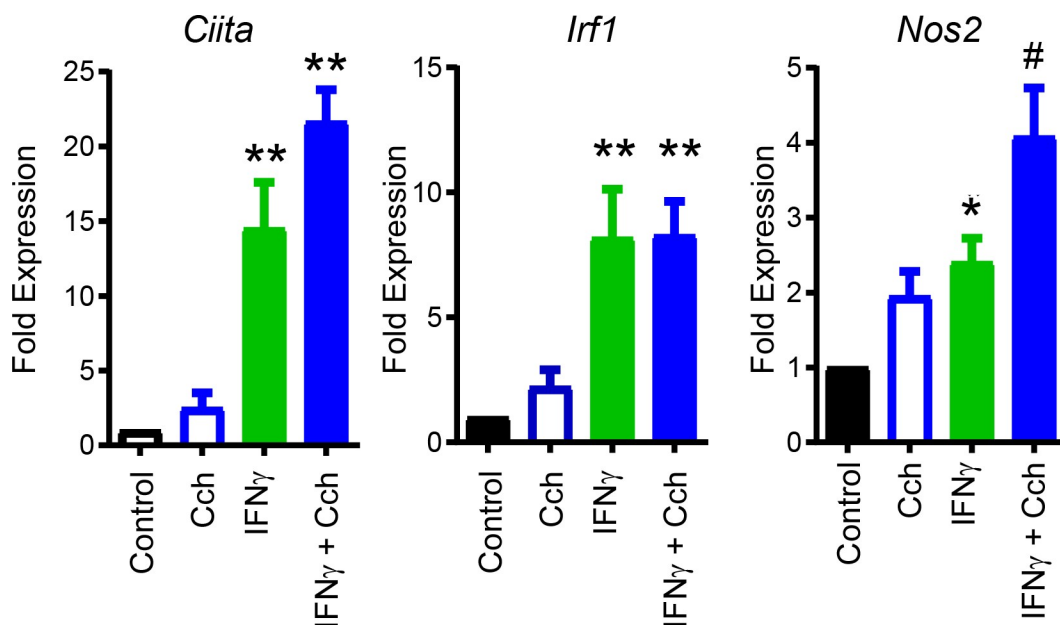 Ciita
Irf1
Nos2
Fold Expression
25
20
15
10
5
0
**
**
Control
Cch
IFNγ
IFNγ + Cch
Fold Expression
15
10
5
0
**
**
Control
Cch
IFNγ
IFNγ + Cch
Fold Expression
5
4
3
2
1
0
*
#
Control
Cch
IFNγ
IFNγ + Cch